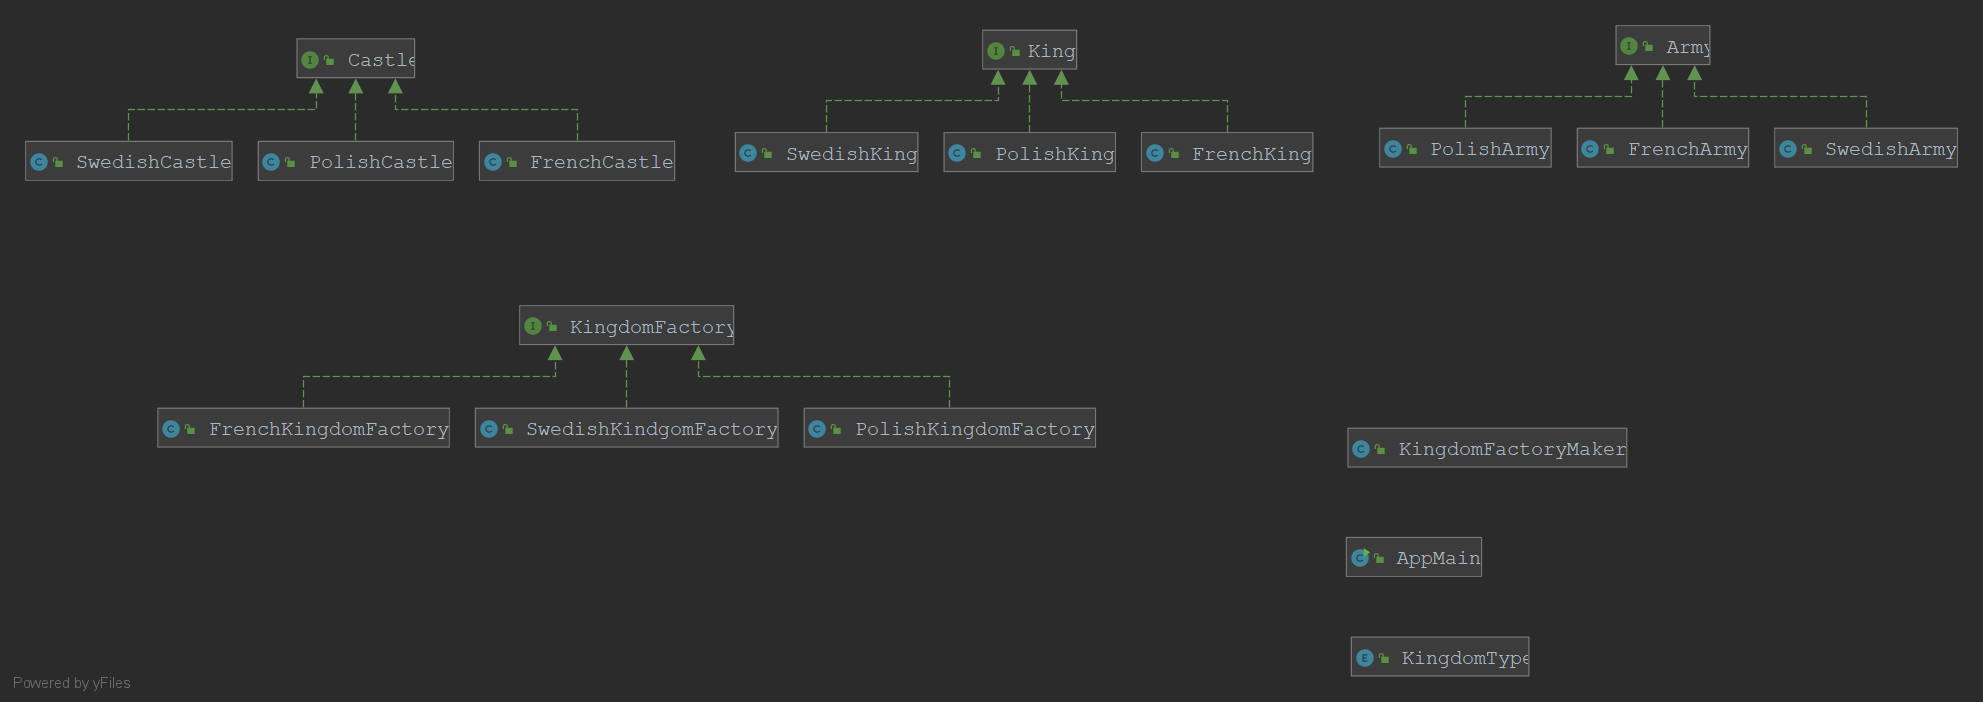 Castle
King
Army
SwedishCastle
PolishCastle
FrenchCastle
SwedishKing
PolishKing
FrenchKing
PolishArmy
FrenchArmy
SwedishArmy
KingdomFactory
FrenchKingdomFactory
SwedishKindgomFactory
PolishKingdomFactory
KingdomFactoryMaker
AppMain
KingdomType
Powered by yFiles